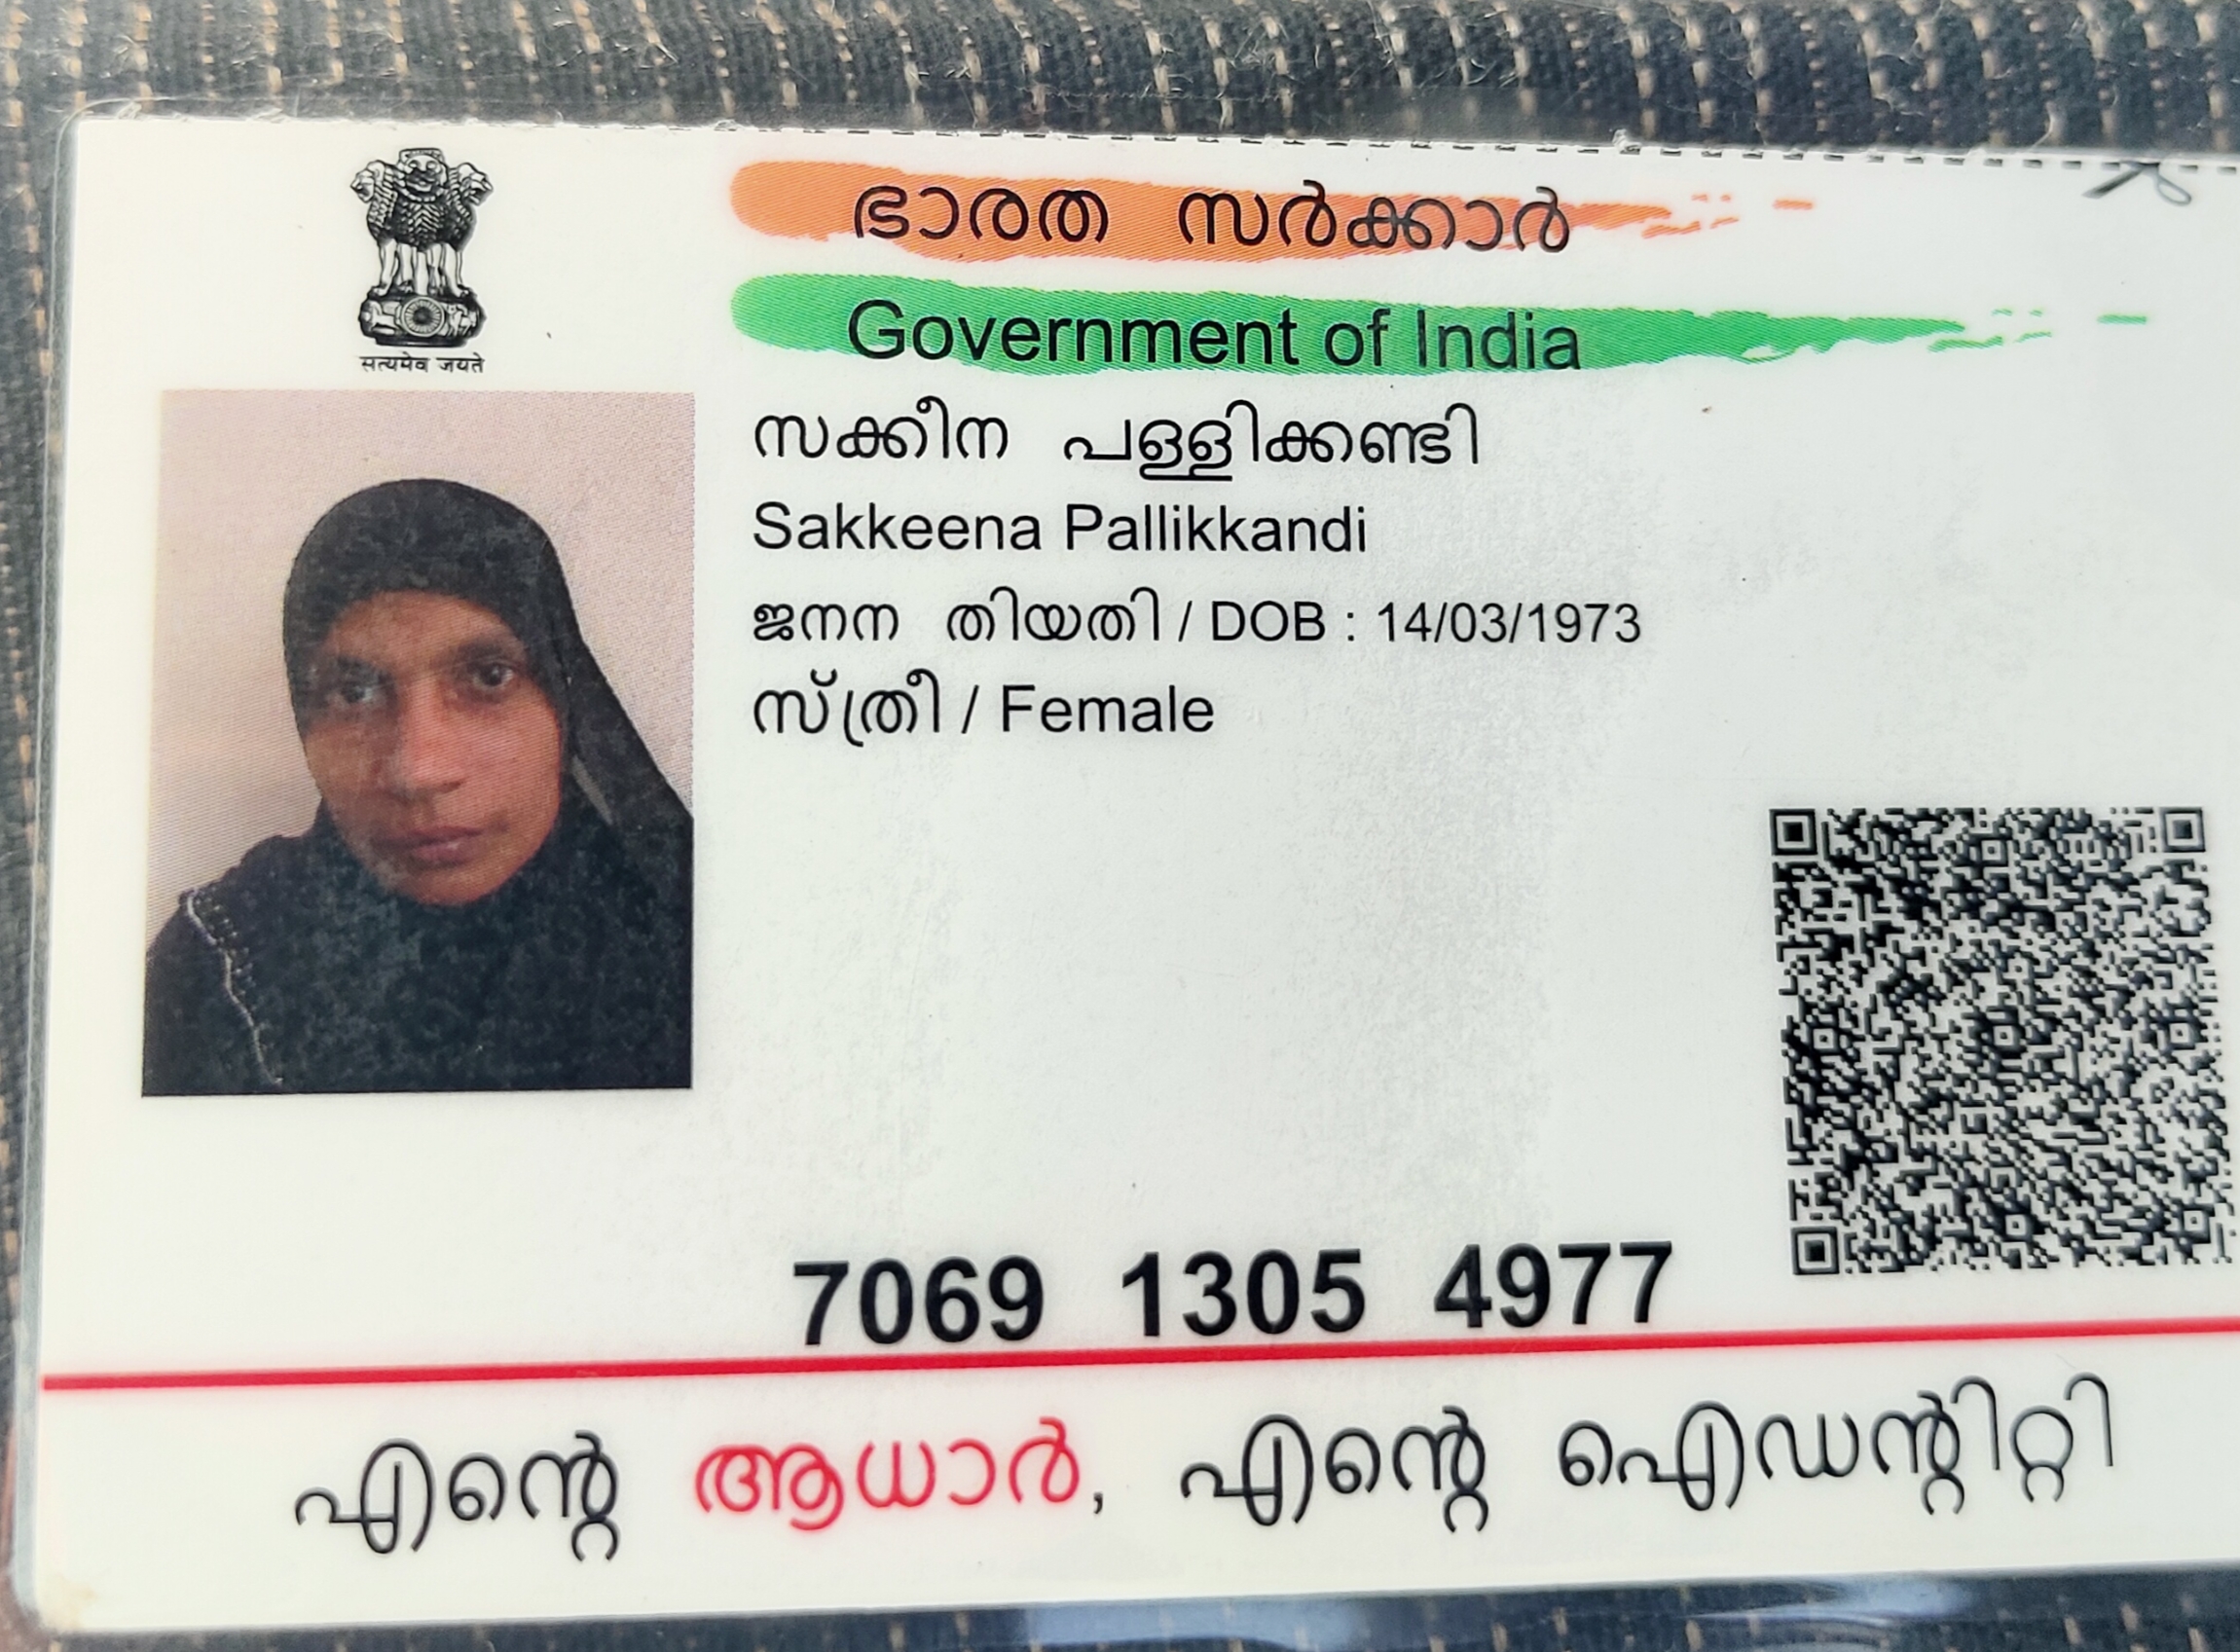 ഭാരത സർക്കാർ
Government of India
सत्यमेव जयते
സക്കീന പള്ളിക്കണ്ടി
Sakkeena Pallikkandi
ജനന തിയതി / DOB : 14/03/1973
സ്ത്രീ / Female
7069 1305 4977
എന്റെ ആധാർ, എന്റെ ഐഡന്റിറ്റി